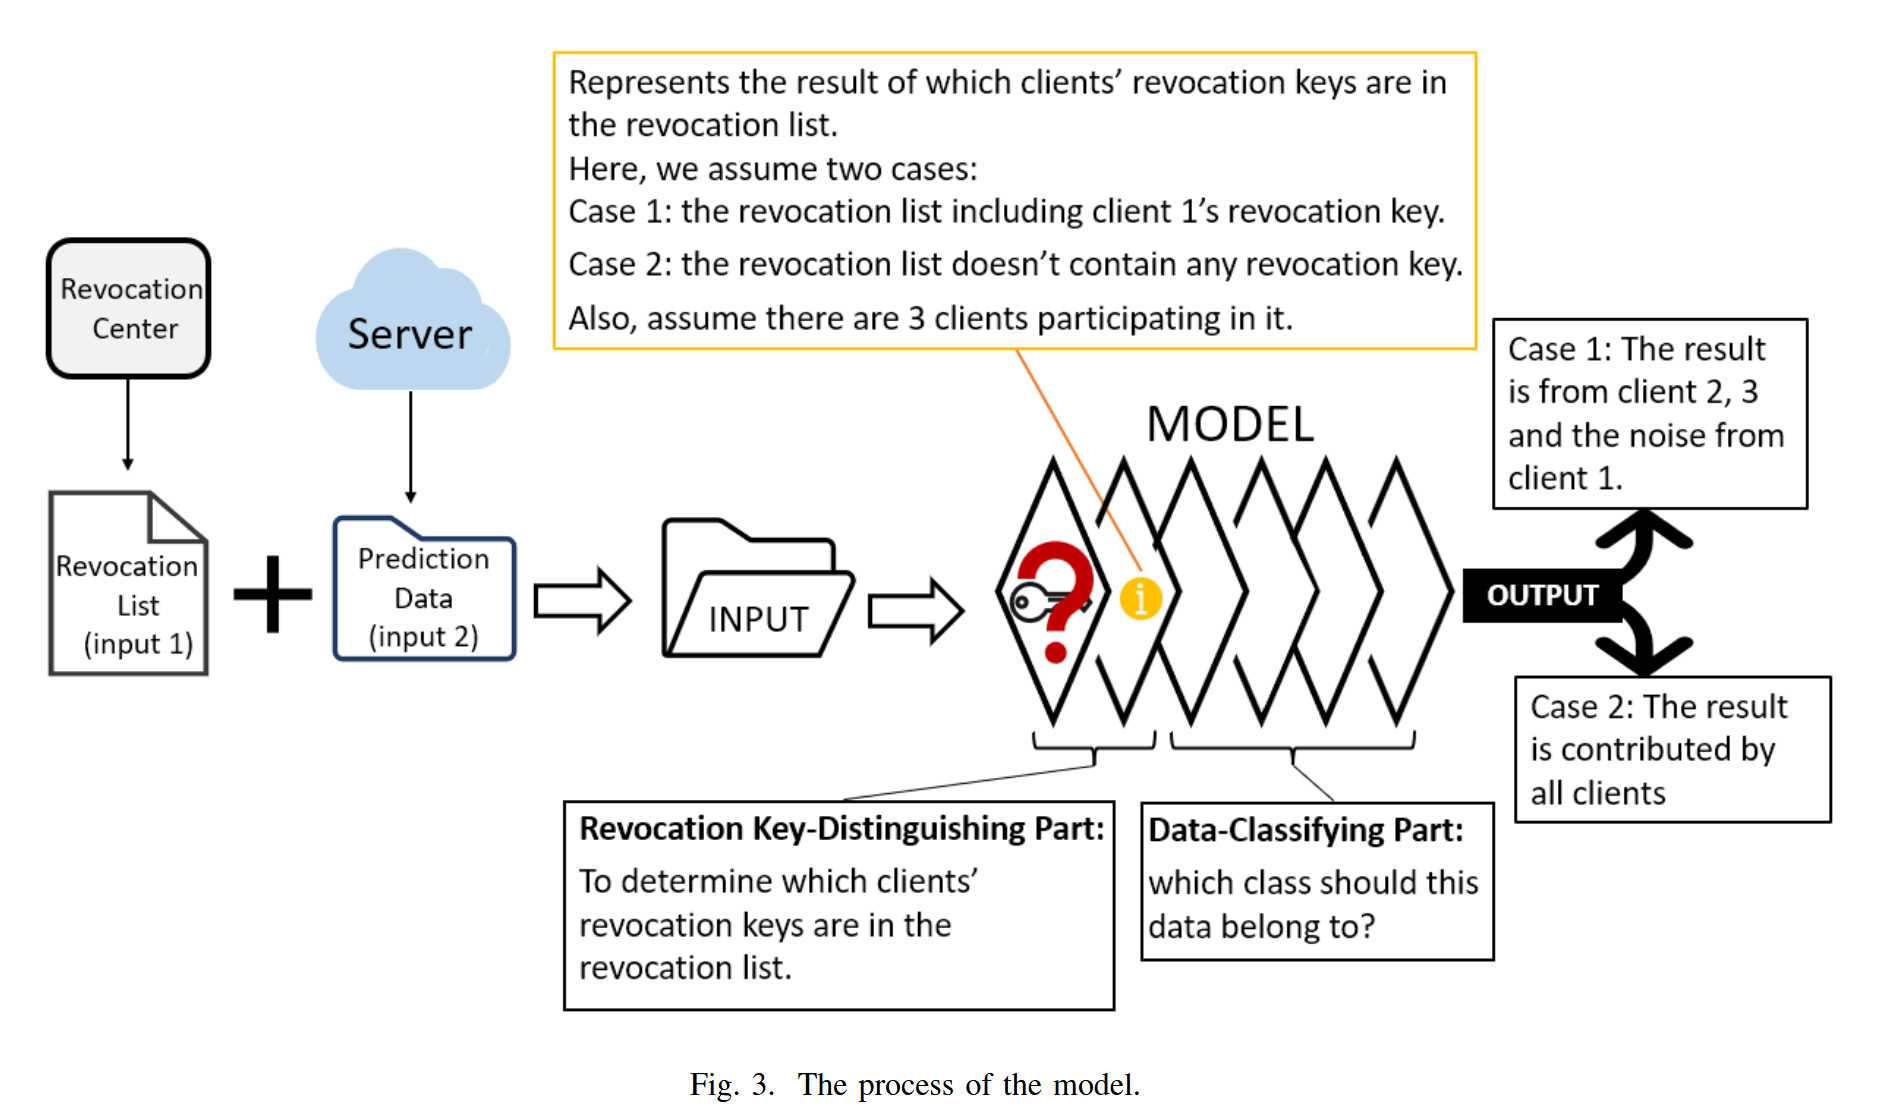 Represents the result of which clients’ revocation keys are in
the revocation list.
Here, we assume two cases:
Case 1: the revocation list including client 1’s revocation key.
Case 2: the revocation list doesn’t contain any revocation key.
Also, assume there are 3 clients participating in it.
Revocation
Center
Server
Revocation
List
(input 1)
Prediction
Data
(input 2)
INPUT
MODEL
i
OUTPUT
Case 1: The result
is from client 2, 3
and the noise from
client 1.
Case 2: The result
is contributed by
all clients
Revocation Key-Distinguishing Part:
To determine which clients’
revocation keys are in the
revocation list.
Data-Classifying Part:
which class should this
data belong to?
Fig. 3. The process of the model.